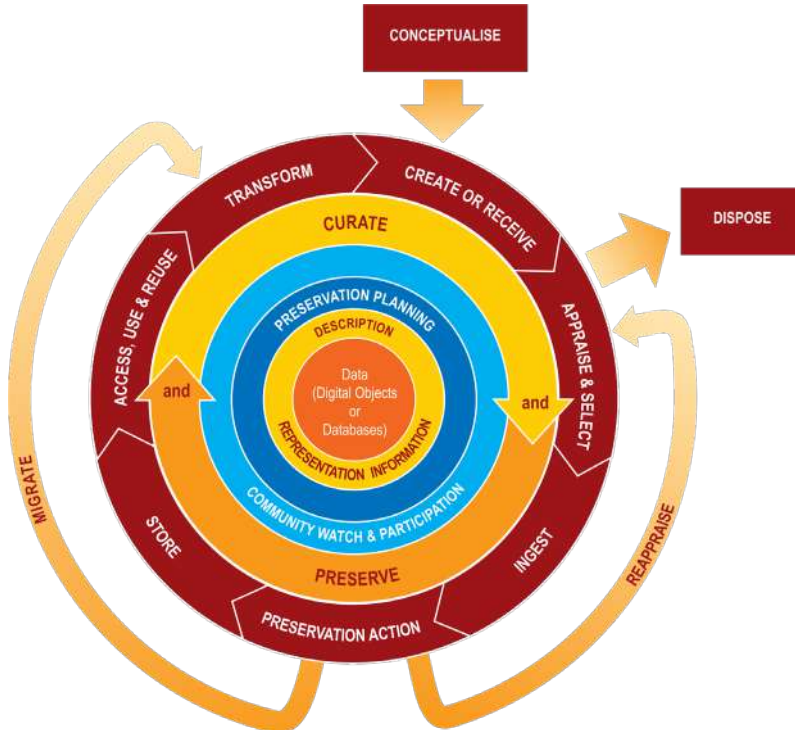 CONCEPTUALISE
DISPOSE
TRANSFORM
CREATE OR RECEIVE
APPRAISE & SELECT
INGEST
PRESERVATION ACTION
STORE
ACCESS, USE & REUSE
CURATE
and
PRESERVE
and
COMMUNITY WATCH & PARTICIPATION
PRESERVATION PLANNING
DESCRIPTION
REPRESENTATION INFORMATION
Data
(Digital Objects
or
Databases)
MIGRATE
REAPPRAISE